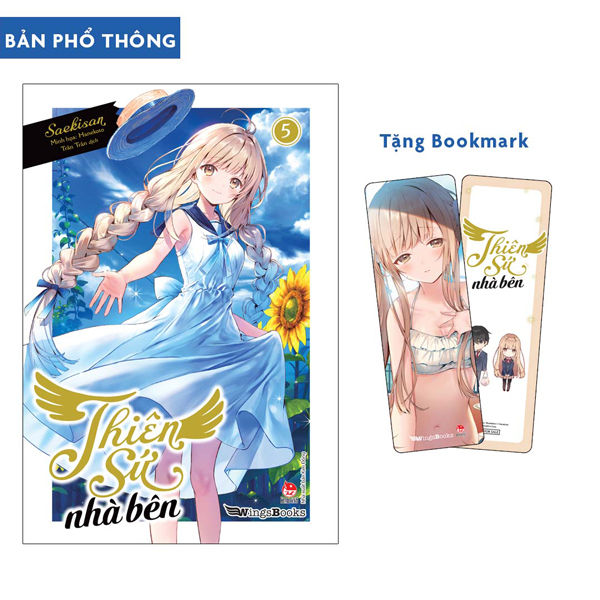 BẢN PHỔ THÔNG
Saekisan
Minh họa: Hanekoto
Trần Trân dịch
5
Thiên
Sứ
nhà bên
WingsBooks
Tặng Bookmark
Thiên
Sứ
nhà bên
WingsBooks